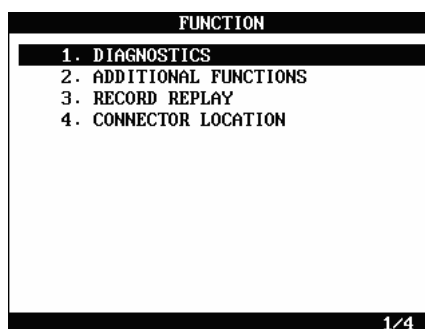 FUNCTION
1. DIAGNOSTICS
2. ADDITIONAL FUNCTIONS
3. RECORD REPLAY
4. CONNECTOR LOCATION
1/4